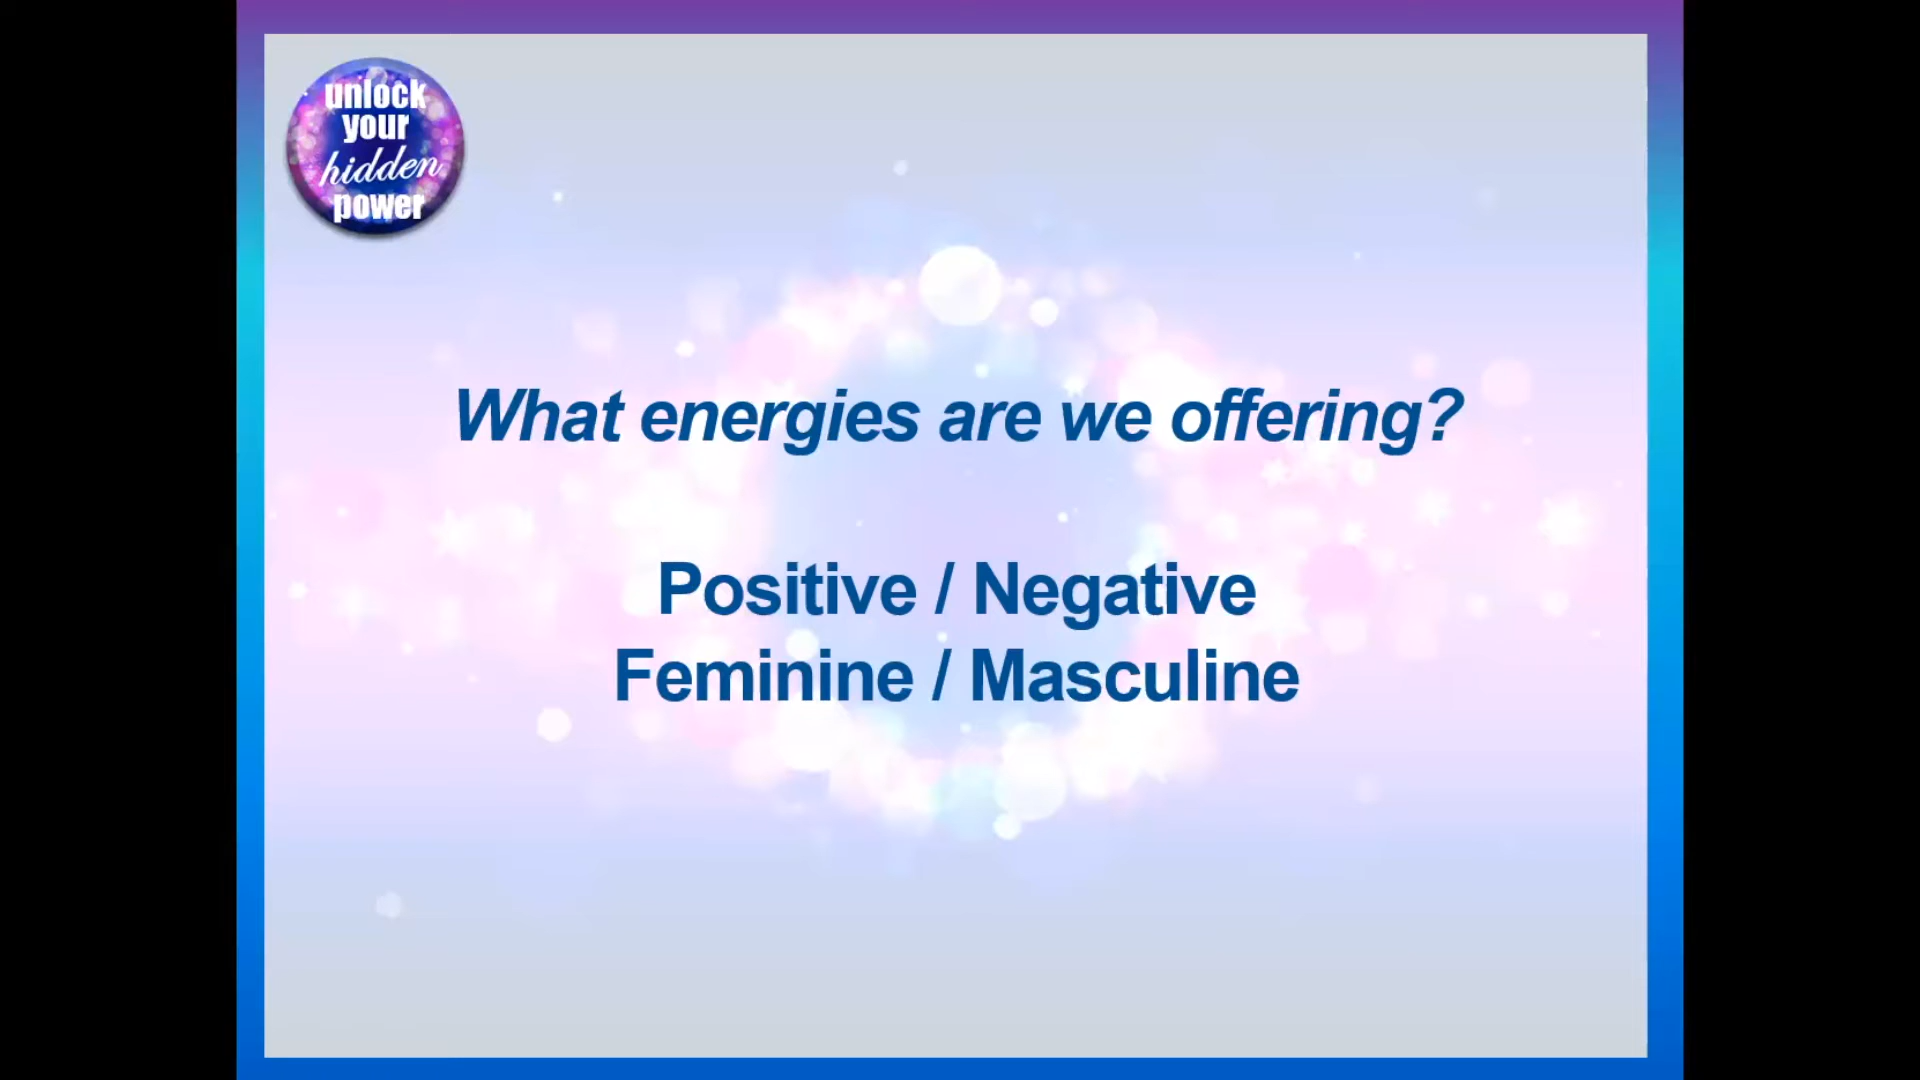 unlock
your
hidden
power
What energies are we offering?
Positive / Negative
Feminine / Masculine